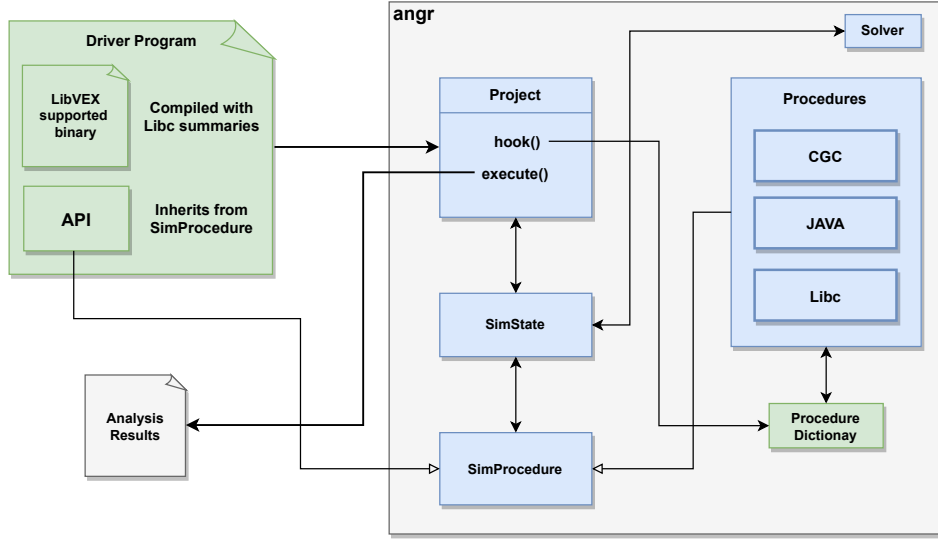 angr
Driver Program
LibVEX
supported
binary
Compiled with
Libc summaries
API
Inherits from
SimProcedure
Analysis
Results
Project
hook()
execute()
SimState
SimProcedure
Solver
Procedures
CGC
JAVA
Libc
Procedure
Dictionay